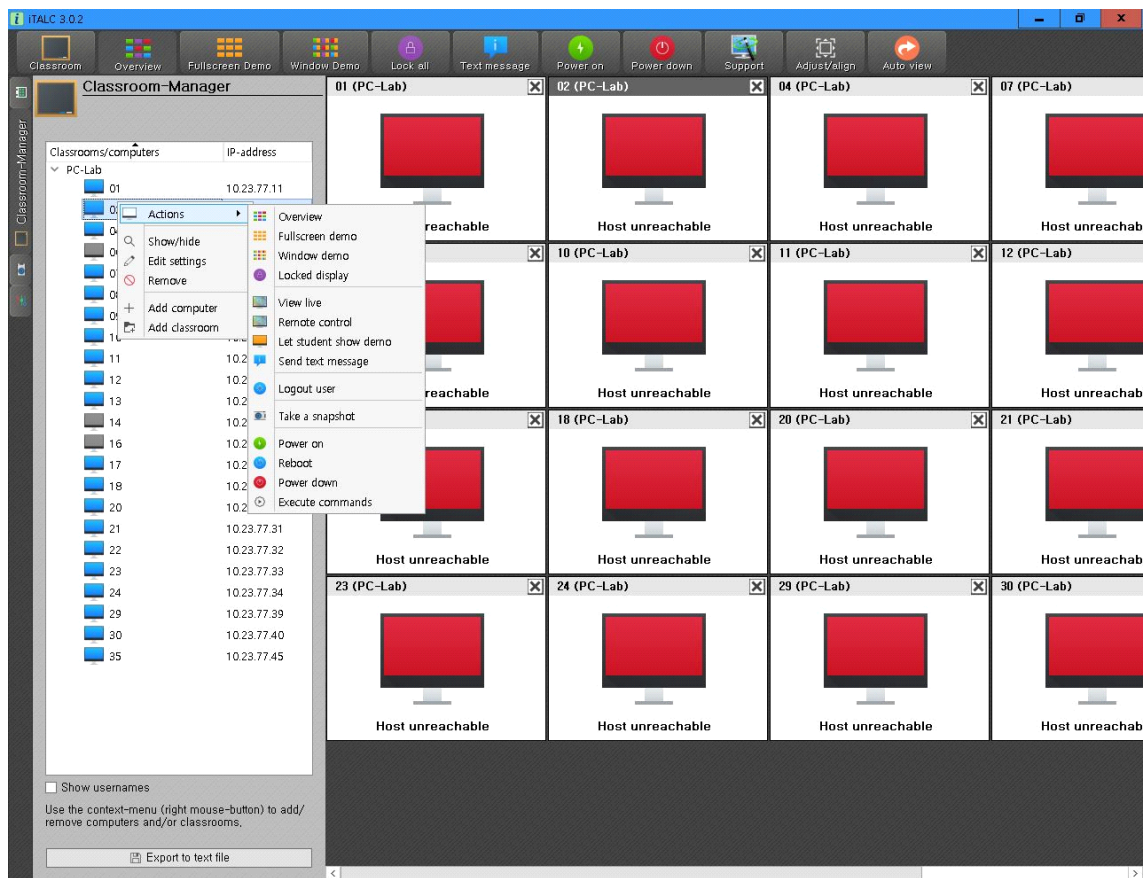 iTALC 3.0.2
Classroom
Overview
Fullscreen Demo
Window Demo
Lock all
Text message
Power on
Power down
Support
Adjust/align
Auto view
Classroom-Manager
Classroom-Manager
Classrooms/computers IP-address
PC-Lab
01 10.23.77.11
11
12
13
14
16
17
18
20
21 10.23.77.31
22 10.23.77.32
23 10.23.77.33
24 10.23.77.34
29 10.23.77.39
30 10.23.77.40
35 10.23.77.45
Actions
Show/hide
Edit settings
Remove
Add computer
Add classroom
Overview
Fullscreen demo
Window demo
Locked display
View live
Remote control
Let student show demo
Send text message
Logout user
Take a snapshot
Power on
Reboot
Power down
Execute commands
Show usernames
Use the context-menu (right mouse-button) to add/
remove computers and/or classrooms.
Export to text file
01 (PC-Lab) 02 (PC-Lab) 04 (PC-Lab) 07 (PC-Lab)
Host unreachable Host unreachable
10 (PC-Lab) 11 (PC-Lab) 12 (PC-Lab)
Host unreachable Host unreachable
18 (PC-Lab) 20 (PC-Lab) 21 (PC-Lab)
Host unreachable Host unreachable Host unreachable
23 (PC-Lab) 24 (PC-Lab) 29 (PC-Lab) 30 (PC-Lab)
Host unreachable Host unreachable Host unreachable